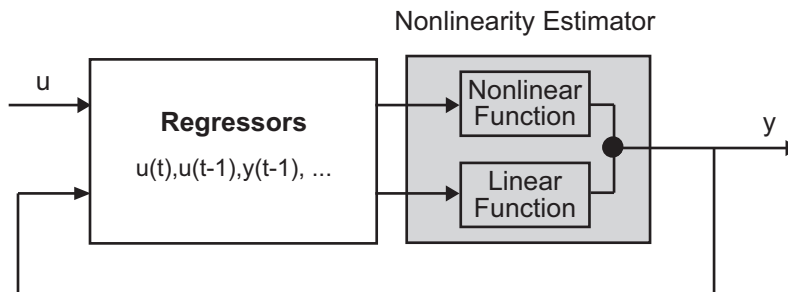 Nonlinearity Estimator
u
Regressors
u(t),u(t-1),y(t-1), ...
Nonlinear
Function
Linear
Function
y